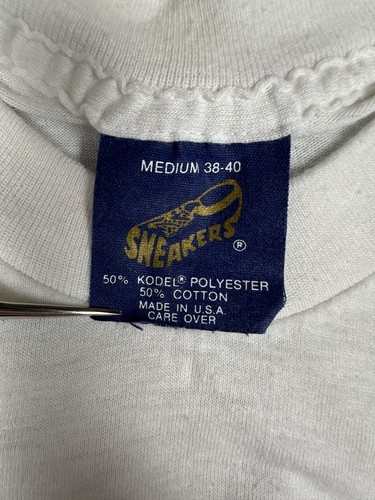 MEDIUM 38-40
SNEAKERS ®
50% KODEL® POLYESTER
50% COTTON
MADE IN U.S.A.
CARE OVER